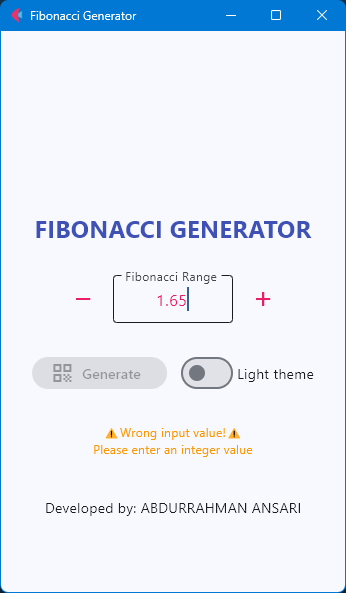 Fibonacci Generator
FIBONACCI GENERATOR
Fibonacci Range
− 1.65 +
Generate Light theme
⚠️ Wrong input value! ⚠️
Please enter an integer value
Developed by: ABDURRAHMAN ANSARI